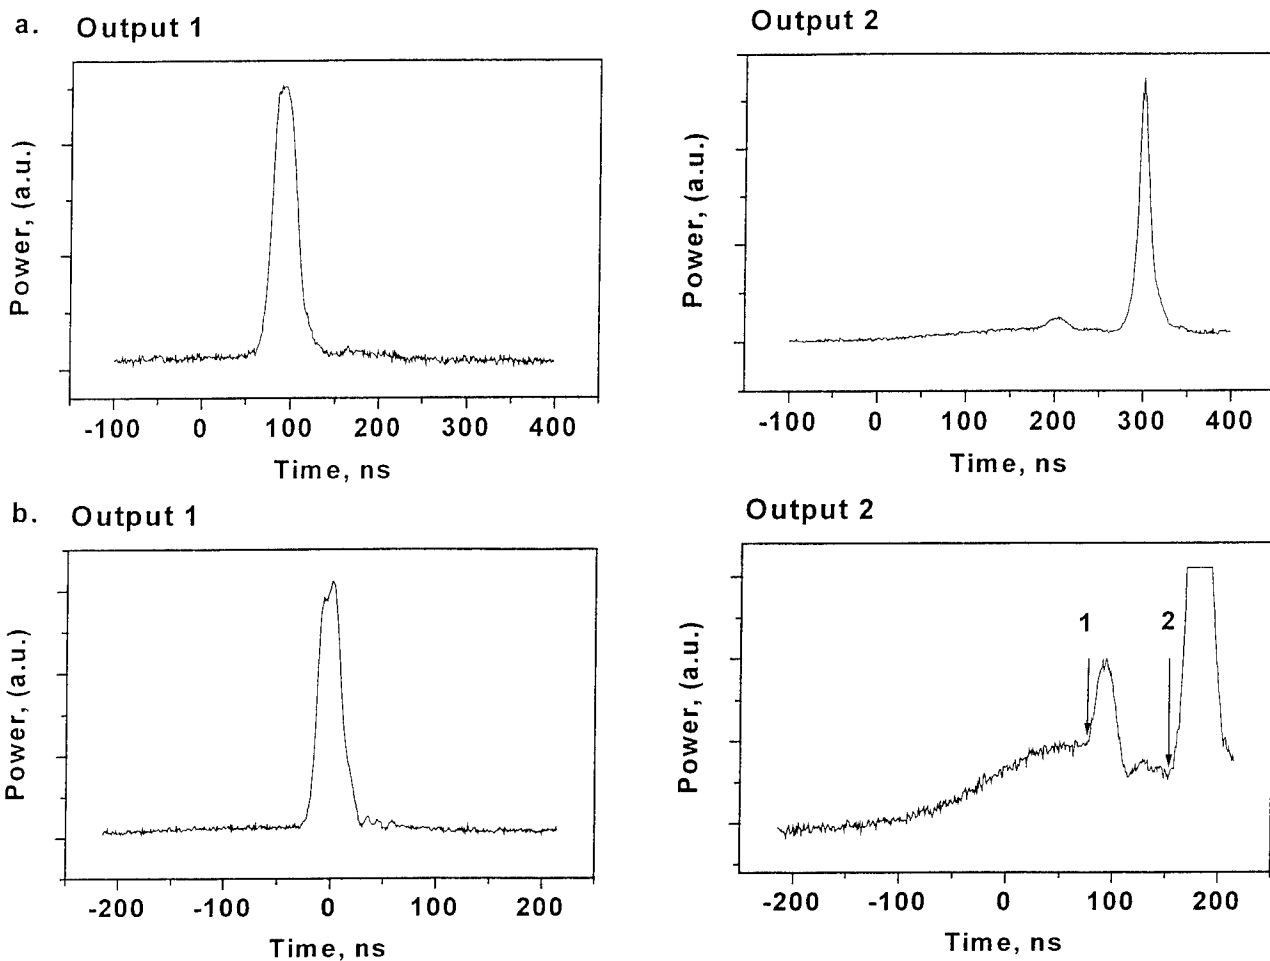 a. Output 1
Power, (a.u.)
-100 0 100 200 300 400
Time, ns
Output 2
Power, (a.u.)
-100 0 100 200 300 400
Time, ns
b. Output 1
Power, (a.u.)
-200 -100 0 100 200
Time, ns
Output 2
Power, (a.u.)
1 2
-200 -100 0 100 200
Time, ns